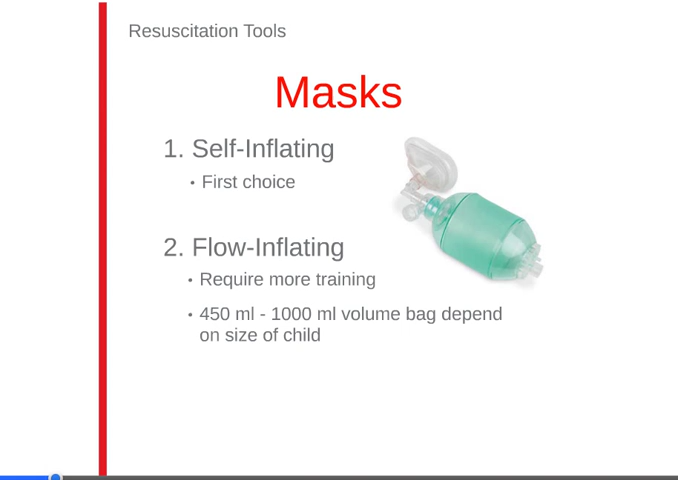 Resuscitation Tools
Masks
1. Self-Inflating
• First choice
2. Flow-Inflating
• Require more training
• 450 ml - 1000 ml volume bag depend
on size of child